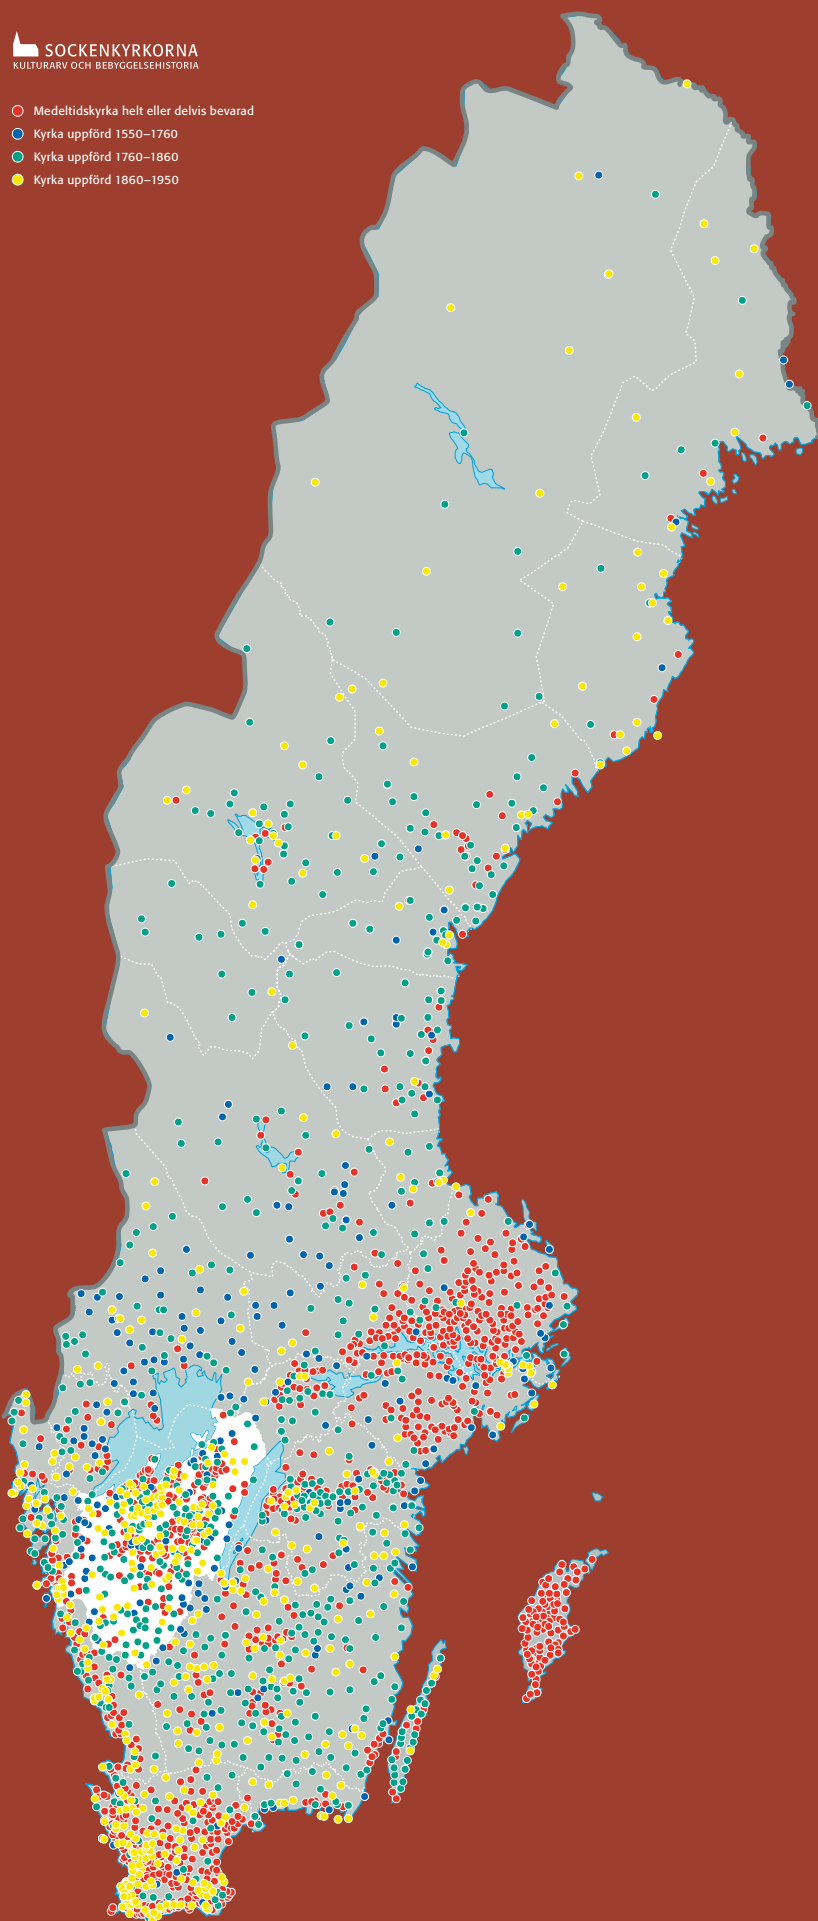 SOCKENKYRKORNA
KULTURARV OCH BEBYGGELSEHISTORIA
Medeltidskyrka helt eller delvis bevarad
Kyrka uppförd 1550–1760
Kyrka uppförd 1760–1860
Kyrka uppförd 1860–1950